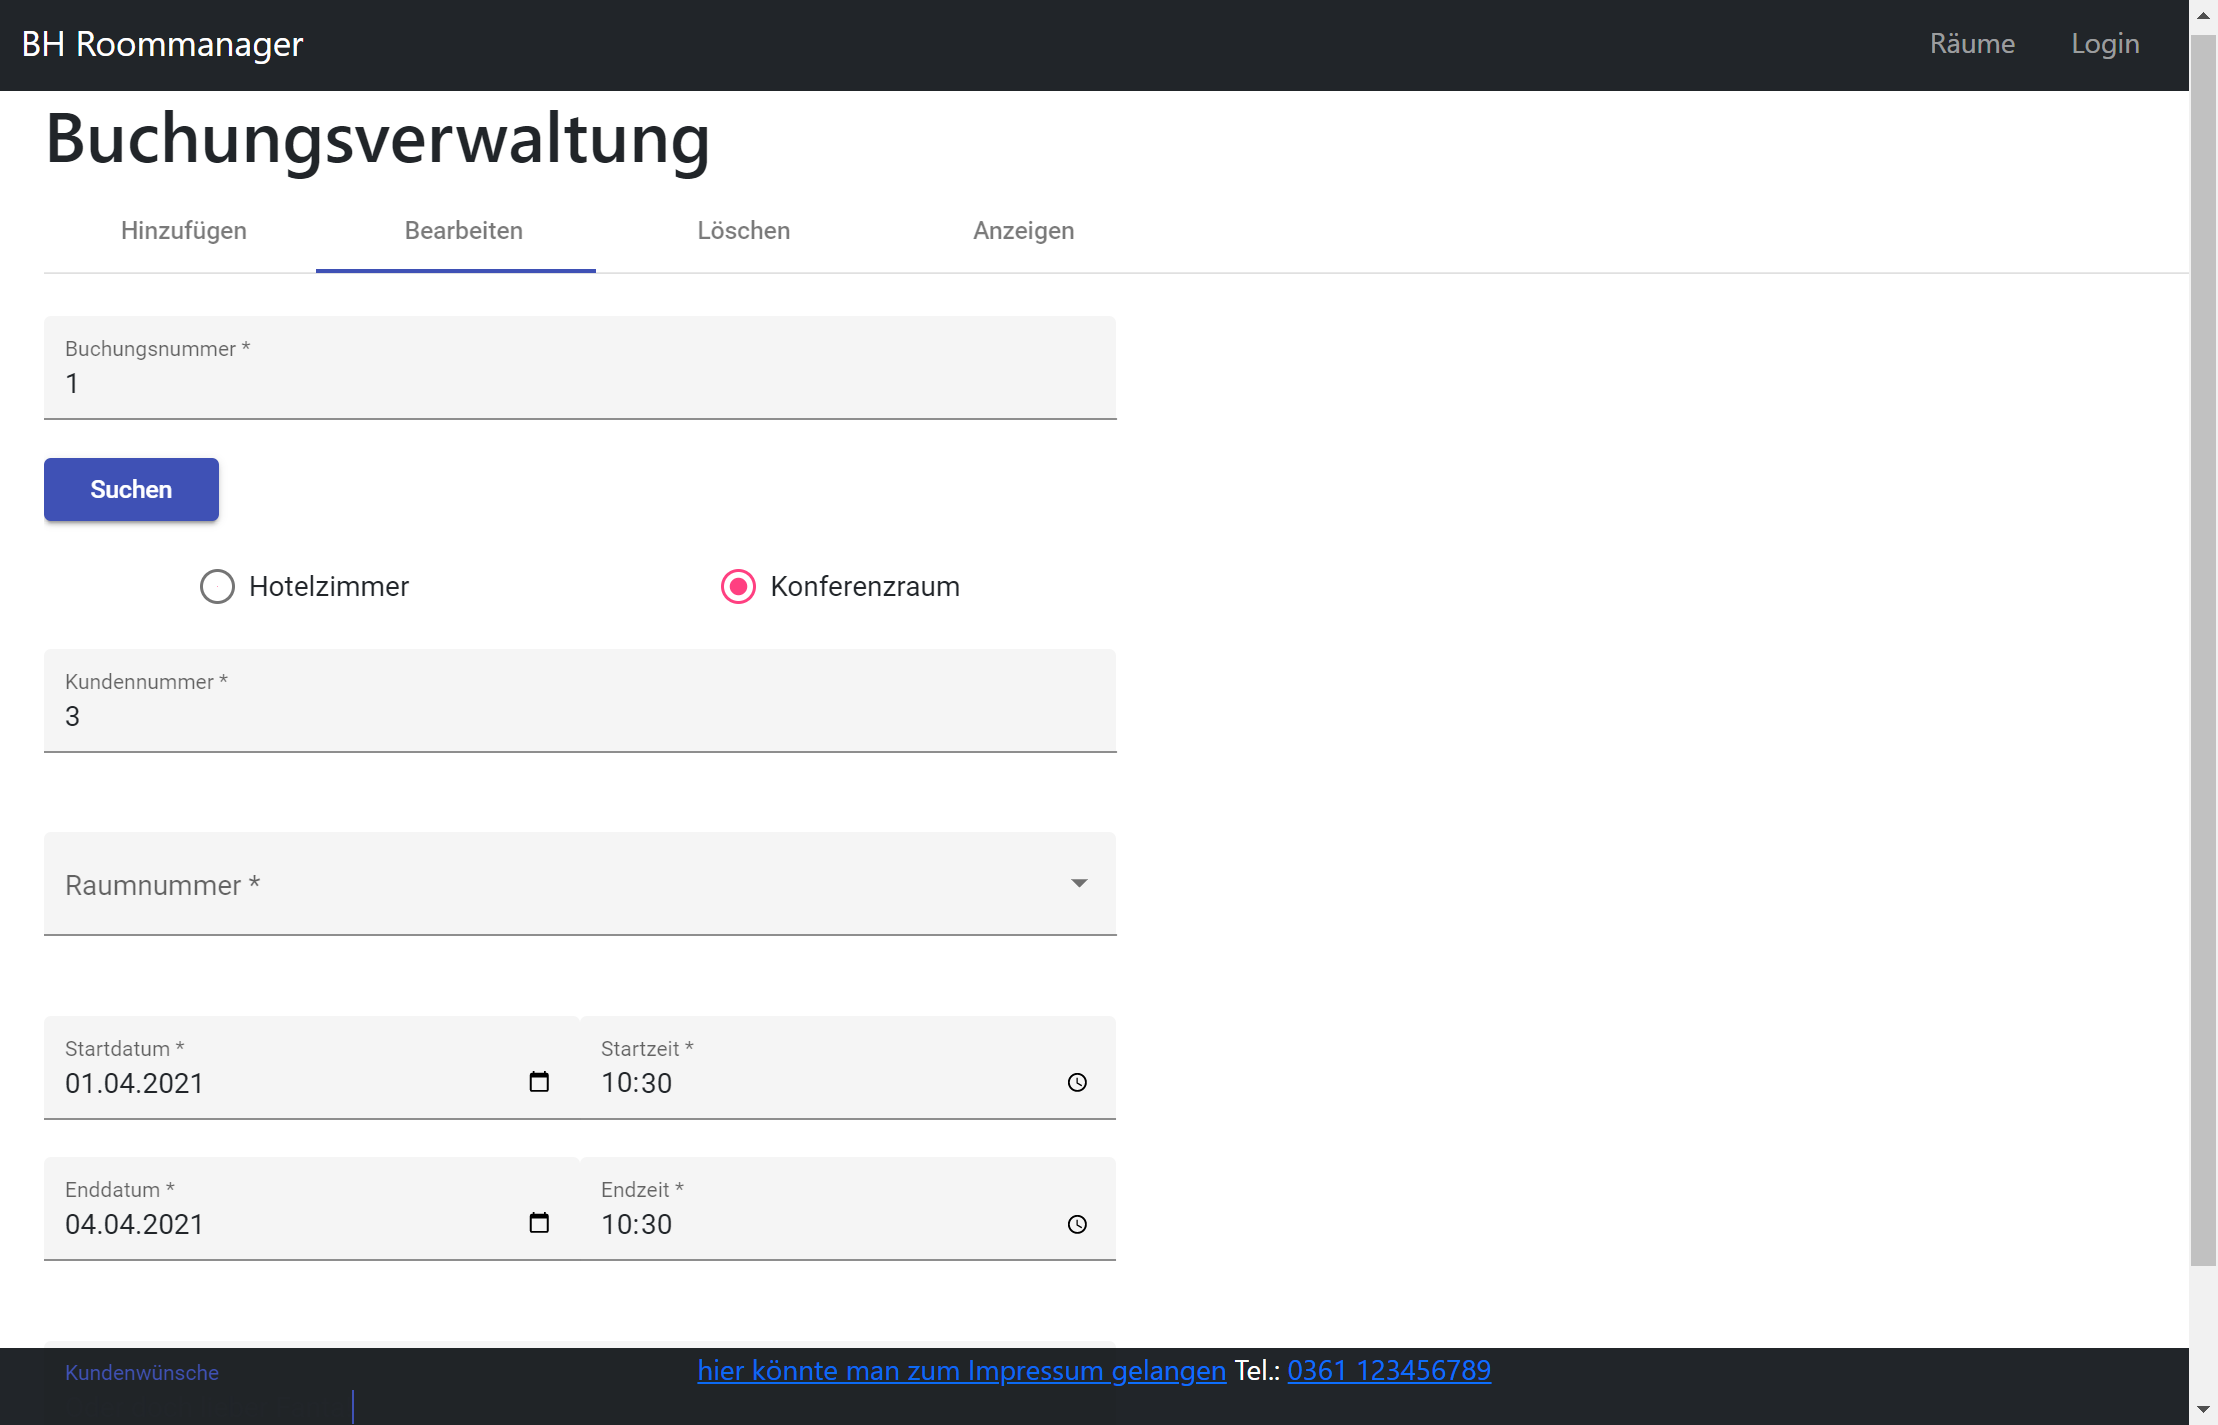 BH Roommanager Räume Login
Buchungsverwaltung
Hinzufügen Bearbeiten Löschen Anzeigen
Buchungsnummer *
1
Suchen
Hotelzimmer Konferenzraum
Kundennummer *
3
Raumnummer *
Startdatum * Startzeit *
01.04.2021 10:30
Enddatum * Endzeit *
04.04.2021 10:30
Kundenwünsche
hier könnte man zum Impressum gelangen Tel.: 0361 123456789